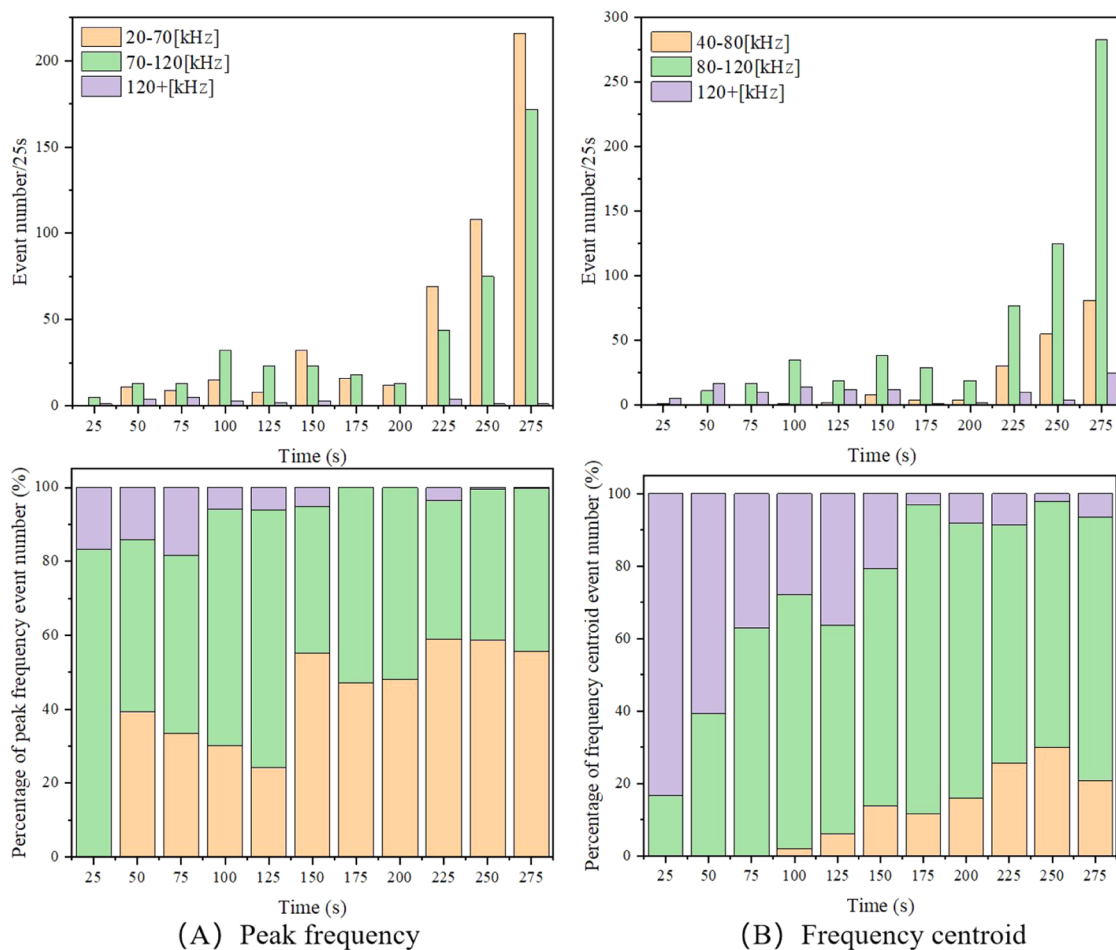 20-70[kHz]
70-120[kHz]
120+[kHz]
Event number/25s
200
150
100
50
0
25 50 75 100 125 150 175 200 225 250 275
Time (s)
40-80[kHz]
80-120[kHz]
120+[kHz]
Event number/25s
300
250
200
150
100
50
0
25 50 75 100 125 150 175 200 225 250 275
Time (s)
Percentage of peak frequency event number (%)
100
80
60
40
20
0
25 50 75 100 125 150 175 200 225 250 275
Time (s)
(A) Peak frequency
Percentage of frequency centroid event number (%)
100
80
60
40
20
0
25 50 75 100 125 150 175 200 225 250 275
Time (s)
(B) Frequency centroid